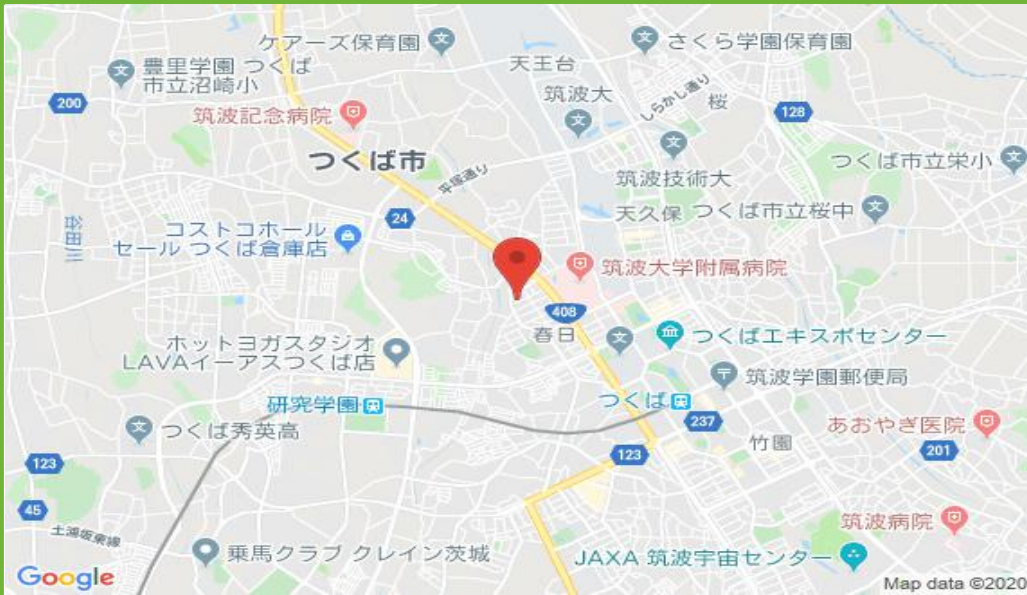 ケアーズ保育園
さくら学園保育園
天王台
豊里学園 つくば
市立沼崎小
200
筑波記念病院
筑波大
しらかし通り
桜
128
つくば市
平塚通り
筑波技術大
つくば市立栄小
谷田川
コストコホール
セール つくば倉庫店
24
天久保
つくば市立桜中
筑波大学附属病院
408
春日
つくばエキスポセンター
ホットヨガスタジオ
LAVAイーアスつくば店
筑波学園郵便局
研究学園
つくば
237
つくば秀英高
竹園
あおやぎ医院
201
123
123
45
土浦坂東線
乗馬クラブ クレイン茨城
筑波病院
JAXA 筑波宇宙センター
Google
Map data ©2020